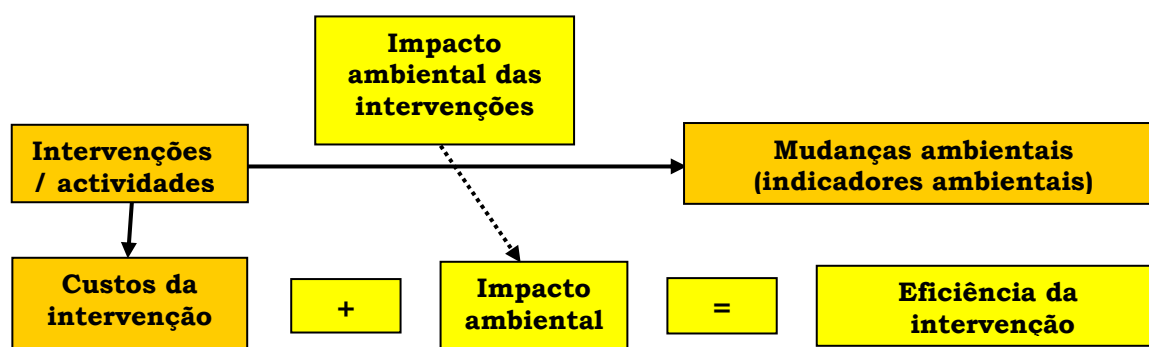 Impacto
ambiental das
intervenções
Intervenções
/ actividades
Mudanças ambientais
(indicadores ambientais)
Custos da
intervenção
+
Impacto
ambiental
=
Eficiência da
intervenção